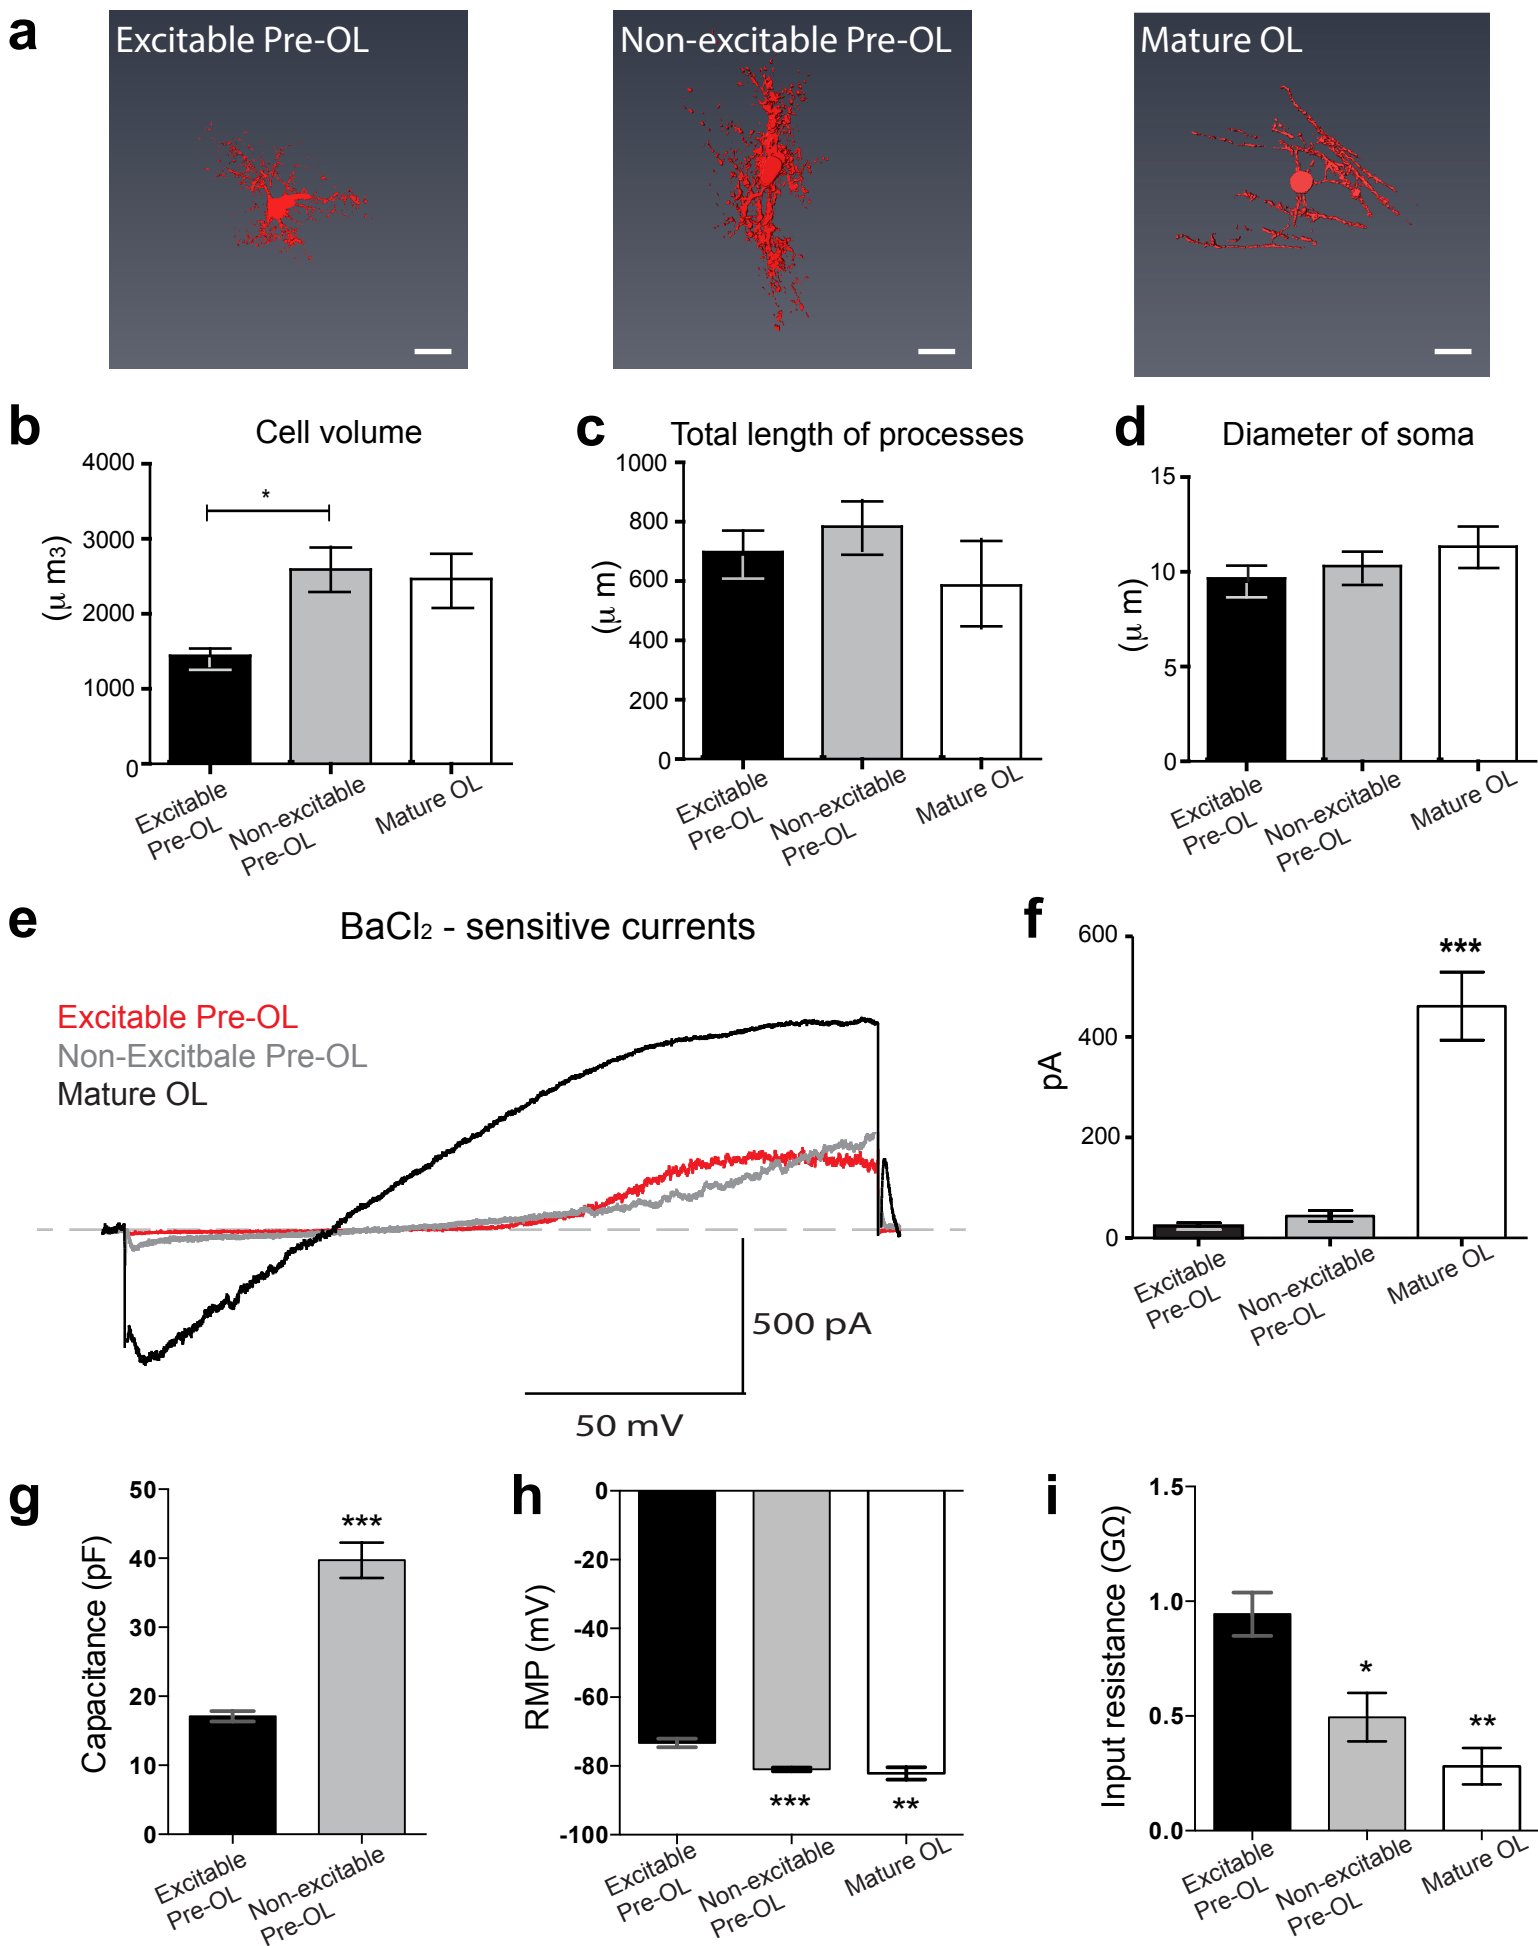 a
Excitable Pre-OL
Non-excitable Pre-OL
Mature OL
b
Cell volume
4000
3000
2000
1000
0
(μ m3)
*
Excitable
Pre-OL
Non-excitable
Pre-OL
Mature OL
c
Total length of processes
1000
800
600
400
200
0
(μ m)
Excitable
Pre-OL
Non-excitable
Pre-OL
Mature OL
d
Diameter of soma
15
10
5
0
(μ m)
Excitable
Pre-OL
Non-excitable
Pre-OL
Mature OL
e
BaCl2 - sensitive currents
Excitable Pre-OL
Non-Excitbale Pre-OL
Mature OL
500 pA
50 mV
f
600
400
200
0
pA
***
Excitable
Pre-OL
Non-excitable
Pre-OL
Mature OL
g
50
40
30
20
10
0
Capacitance (pF)
***
Excitable
Pre-OL
Non-excitable
Pre-OL
h
0
-20
-40
-60
-80
-100
RMP (mV)
***
**
Excitable
Pre-OL
Non-excitable
Pre-OL
Mature OL
i
1.5
1.0
0.5
0.0
Input resistance (GΩ)
*
**
Excitable
Pre-OL
Non-excitable
Pre-OL
Mature OL